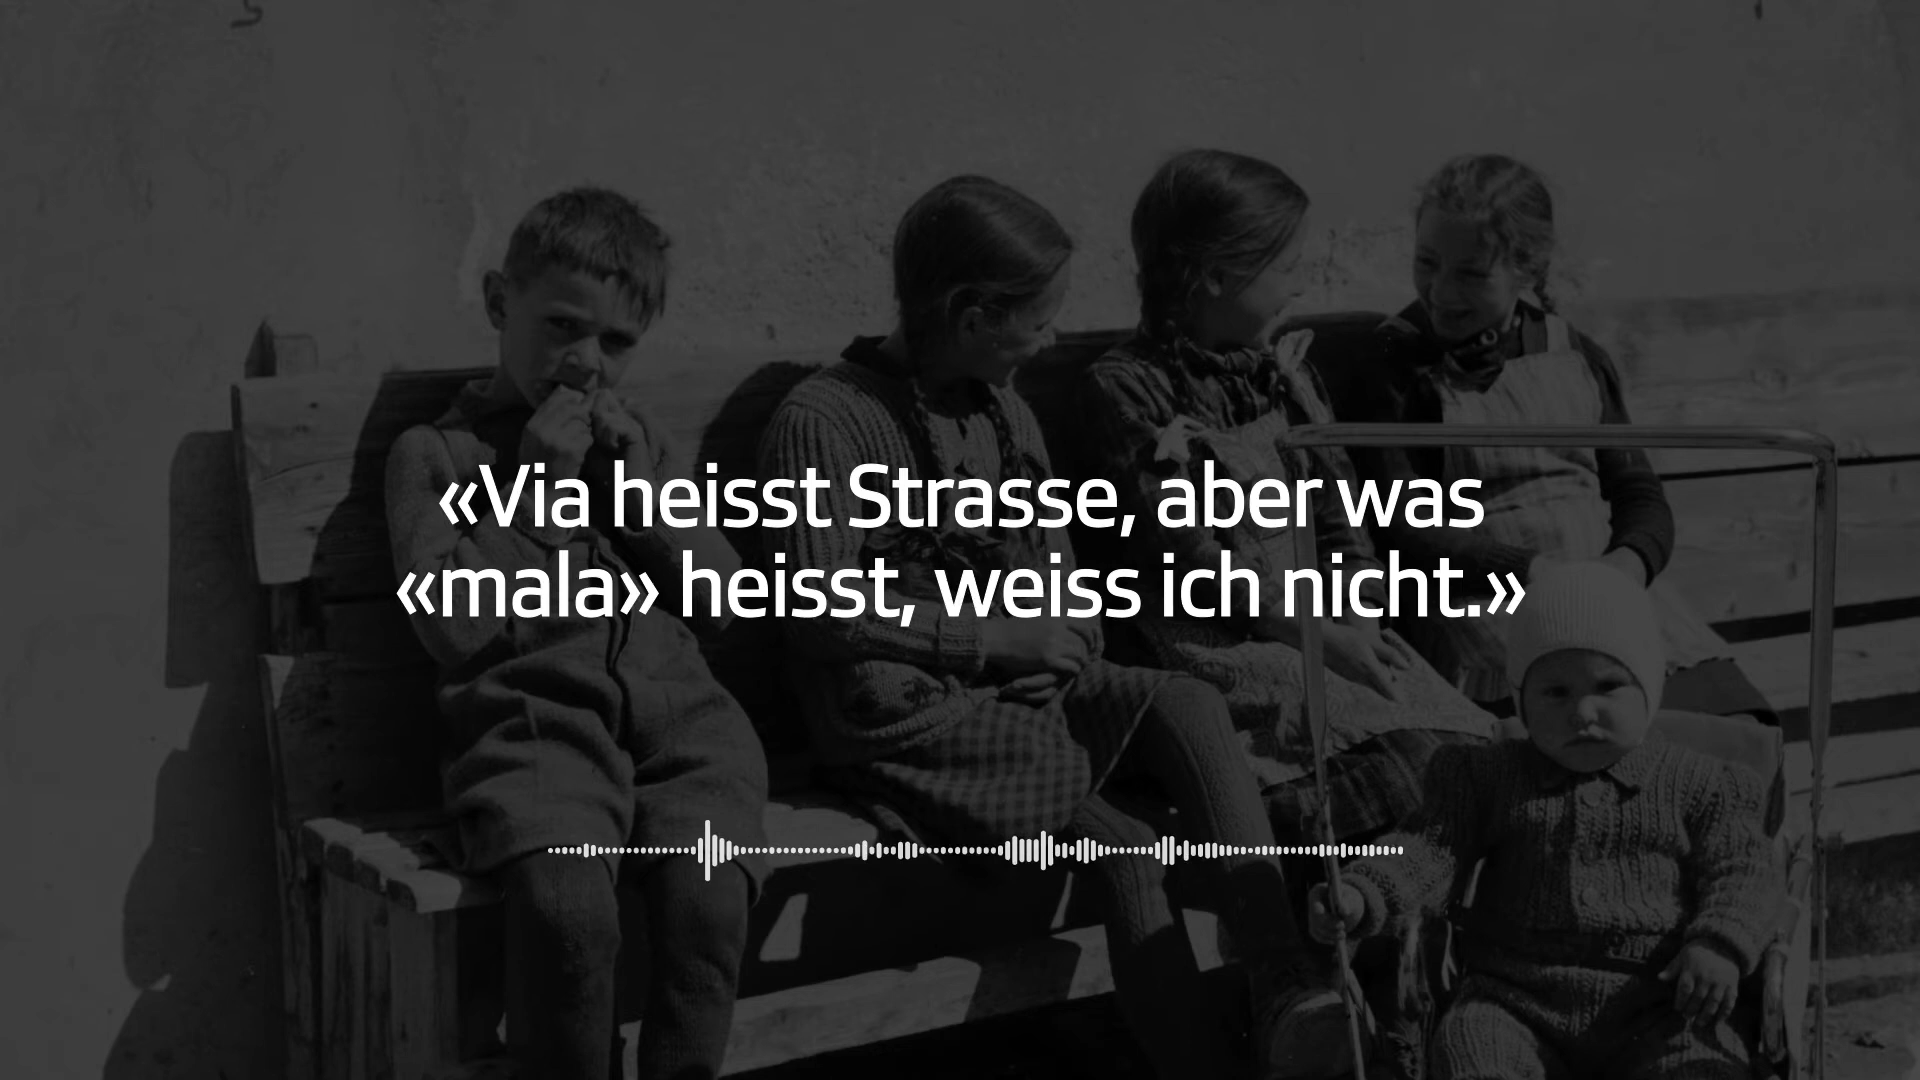 «Via heisst Strasse, aber was
«mala» heisst, weiss ich nicht.»